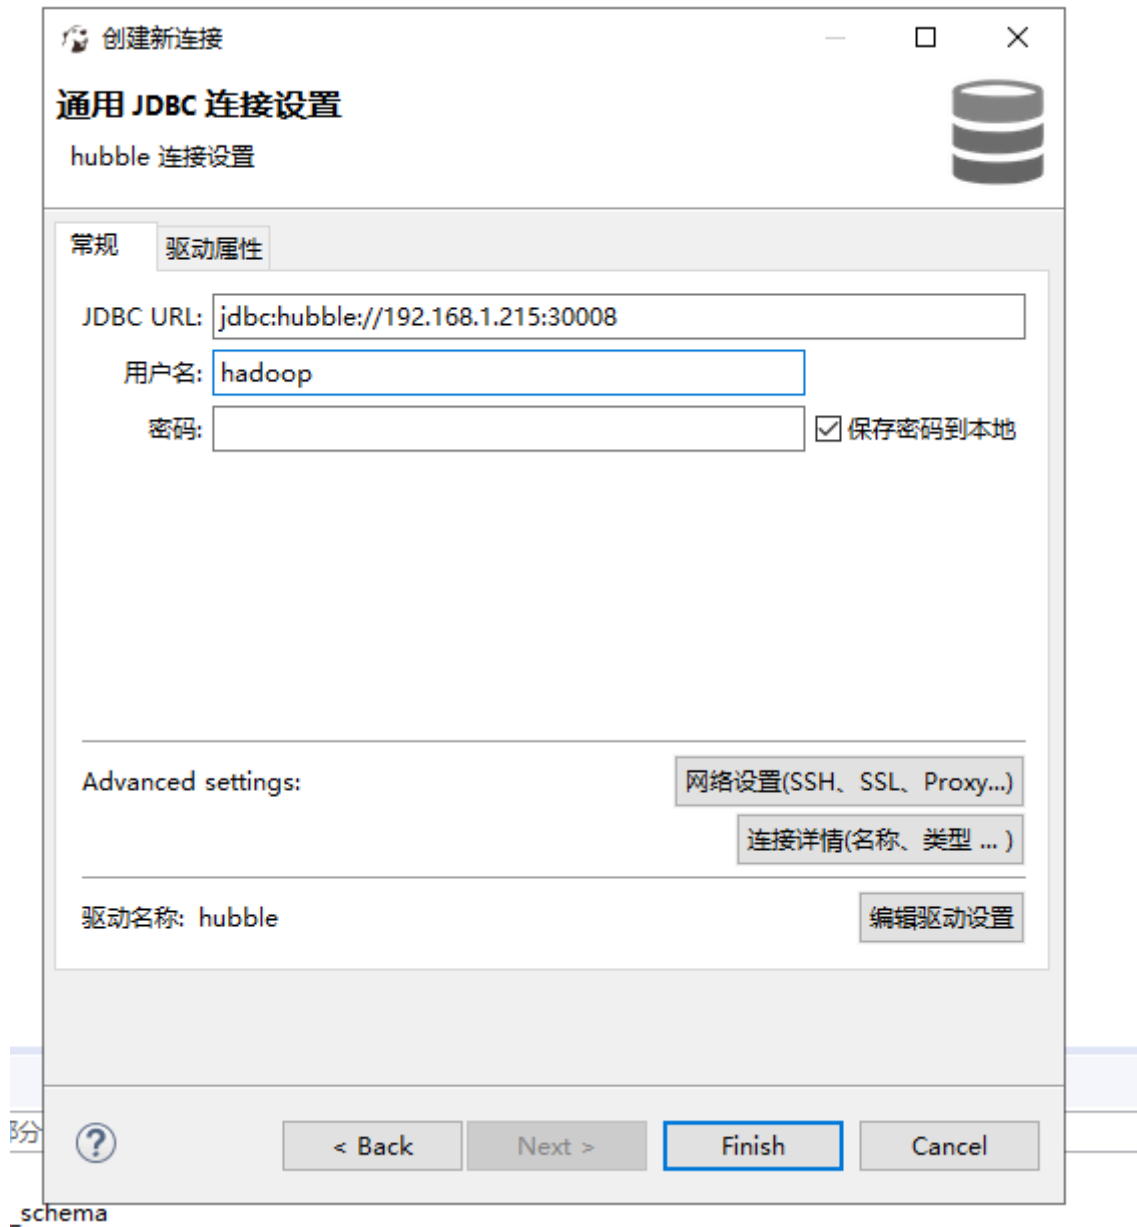 创建新连接
通用 JDBC 连接设置
hubble 连接设置
常规 驱动属性
JDBC URL: jdbc:hubble://192.168.1.215:30008
用户名: hadoop
密码: 保存密码到本地
Advanced settings: 网络设置(SSH、SSL、Proxy...)
连接详情(名称、类型 ... )
驱动名称: hubble 编辑驱动设置
分
? < Back Next > Finish Cancel
_schema